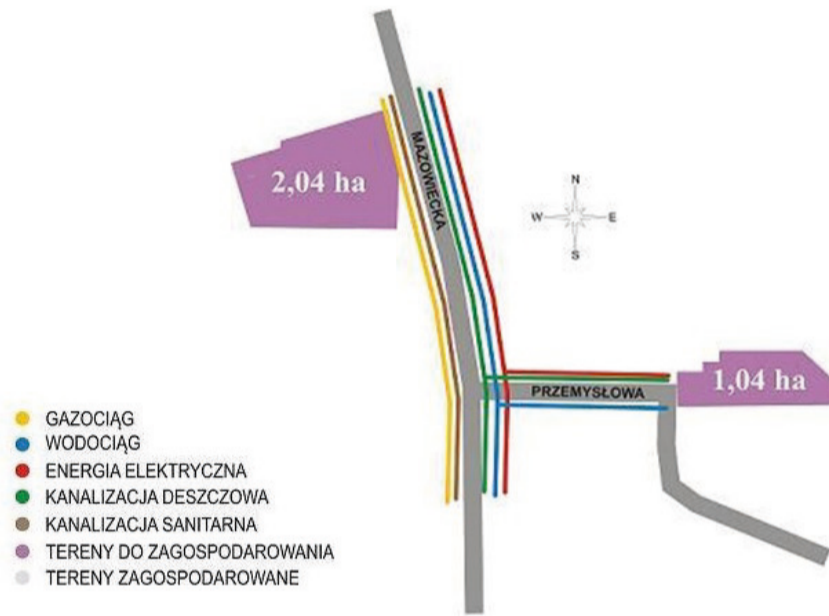 MAZOWIECKA
2,04 ha
N
W
E
S
PRZEMYSŁOWA
1,04 ha
GAZOCIĄG
WODOCIĄG
ENERGIA ELEKTRYCZNA
KANALIZACJA DESZCZOWA
KANALIZACJA SANITARNA
TERENY DO ZAGOSPODAROWANIA
TERENY ZAGOSPODAROWANE